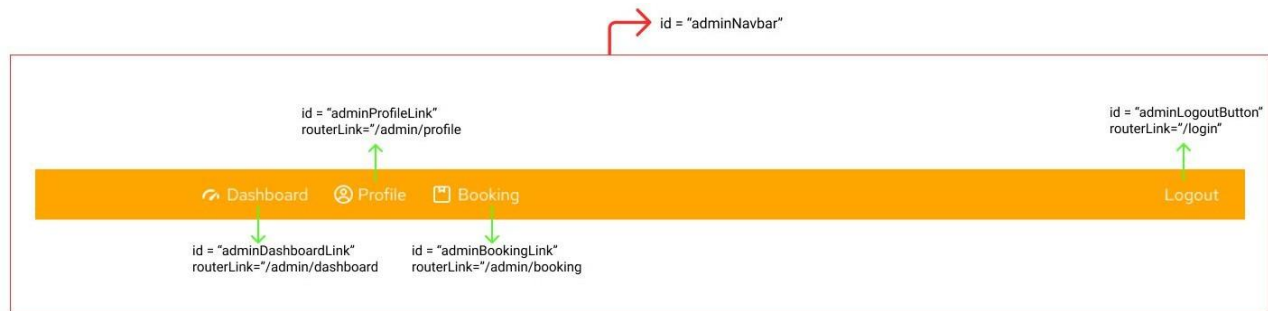 id = “adminNavbar”
id = “adminProfileLink”
routerLink=”/admin/profile
id = “adminLogoutButton”
routerLink=”/login”
Dashboard
Profile
Booking
Logout
id = “adminDashboardLink”
routerLink=”/admin/dashboard
id = “adminBookingLink”
routerLink=”/admin/booking